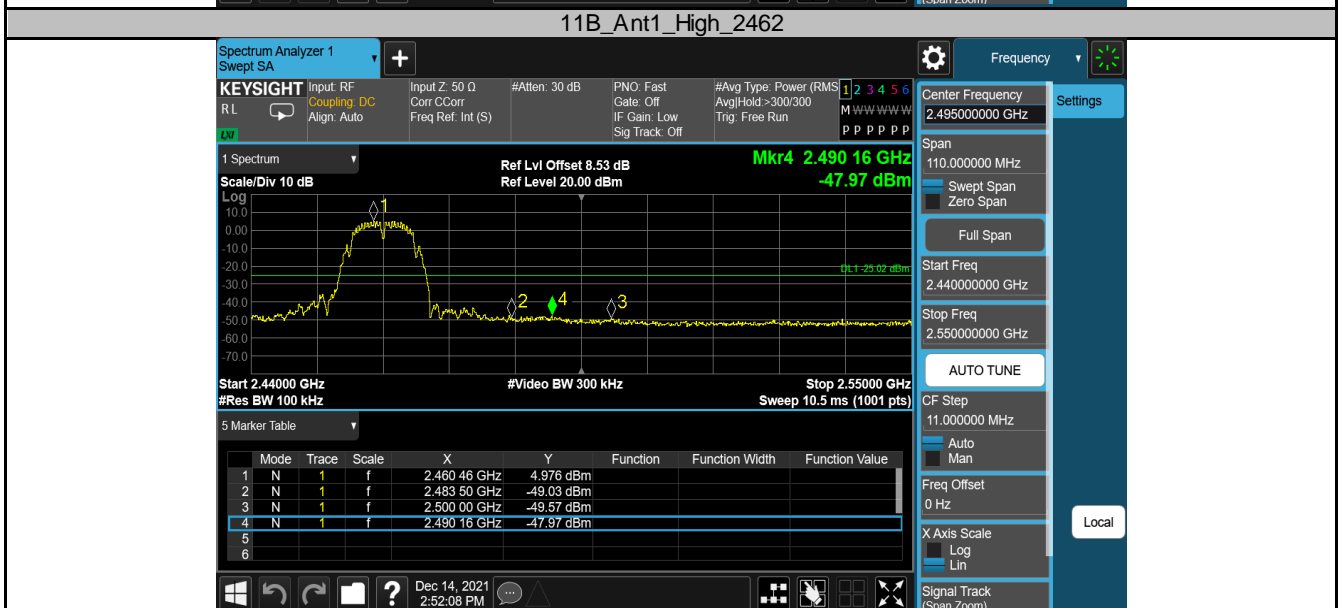 (Span Zoom)
11B_Ant1_High_2462
Spectrum Analyzer 1
Swept SA
+
Frequency
KEYSIGHT
RL
LXI
Input: RF
Coupling: DC
Align: Auto
Input Z: 50 Ω
Corr CCorr
Freq Ref: Int (S)
#Atten: 30 dB
PNO: Fast
Gate: Off
IF Gain: Low
Sig Track: Off
#Avg Type: Power (RMS
Avg|Hold:>300/300
Trig: Free Run
1 2 3 4 5 6
M W W W W W
P P P P P P
Center Frequency
2.495000000 GHz
Settings
Span
110.000000 MHz
Swept Span
Zero Span
Full Span
Start Freq
2.440000000 GHz
Stop Freq
2.550000000 GHz
AUTO TUNE
CF Step
11.000000 MHz
Auto
Man
Freq Offset
0 Hz
X Axis Scale
Log
Lin
Local
Signal Track
(Span Zoom)
1 Spectrum
Scale/Div 10 dB
Ref Lvl Offset 8.53 dB
Ref Level 20.00 dBm
Mkr4 2.490 16 GHz
-47.97 dBm
Log
10.0
0.00
-10.0
-20.0
-30.0
-40.0
-50.0
-60.0
-70.0
1
2
4
3
DL1 -25.02 dBm
Start 2.44000 GHz
#Res BW 100 kHz
#Video BW 300 kHz
Stop 2.55000 GHz
Sweep 10.5 ms (1001 pts)
5 Marker Table
Mode Trace Scale X Y Function Function Width Function Value
1 N 1 f 2.460 46 GHz 4.976 dBm
2 N 1 f 2.483 50 GHz -49.03 dBm
3 N 1 f 2.500 00 GHz -49.57 dBm
4 N 1 f 2.490 16 GHz -47.97 dBm
5
6
?
Dec 14, 2021
2:52:08 PM